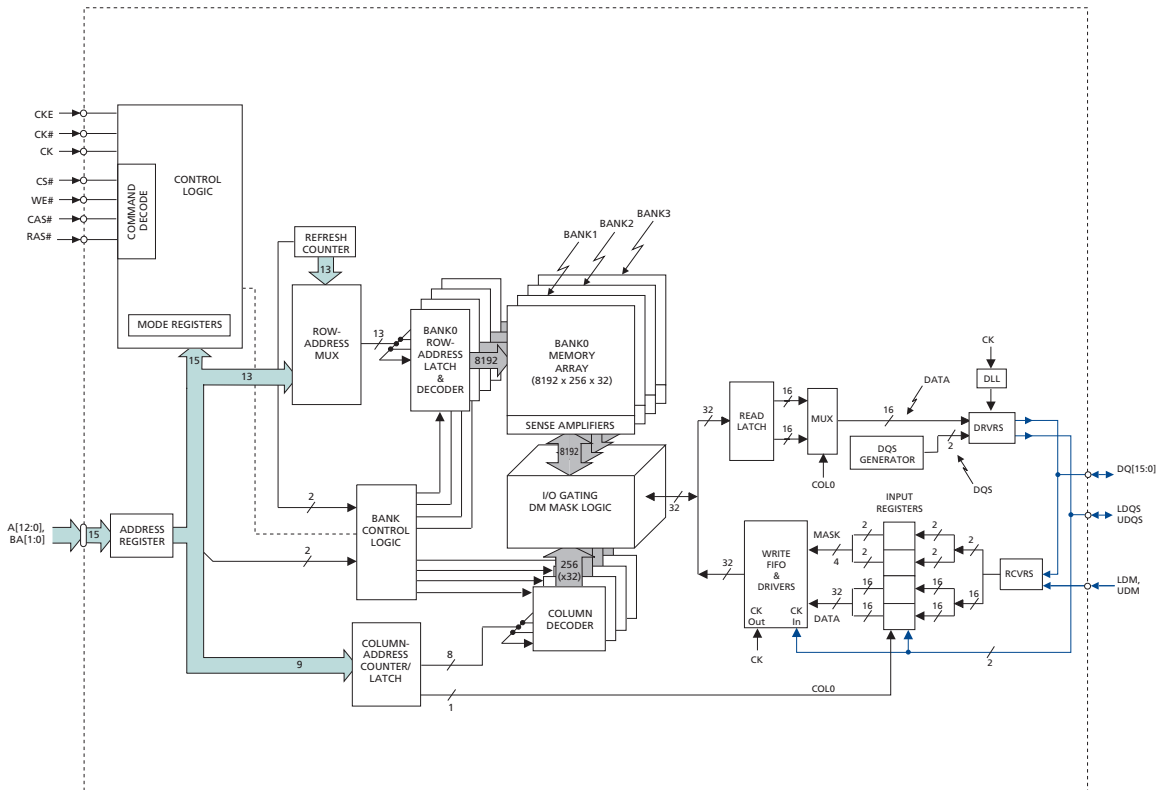 CKE
CK#
CK
CS#
WE#
CAS#
RAS#
COMMAND
DECODE
CONTROL
LOGIC
MODE REGISTERS
15
13
REFRESH
COUNTER
13
ROW-
ADDRESS
MUX
13
BANK0
ROW-
ADDRESS
LATCH
&
DECODER
8192
BANK1
BANK2
BANK3
BANK0
MEMORY
ARRAY
(8192 x 256 x 32)
SENSE AMPLIFIERS
8192
I/O GATING
DM MASK LOGIC
32
256
(x32)
COLUMN
DECODER
A[12:0],
BA[1:0]
15
ADDRESS
REGISTER
2
2
BANK
CONTROL
LOGIC
9
COLUMN-
ADDRESS
COUNTER/
LATCH
8
1
COL0
32
READ
LATCH
16
16
MUX
COL0
16
DATA
DQS
GENERATOR
2
DQS
CK
DLL
DRVRS
DQ[15:0]
LDQS
UDQS
LDM,
UDM
32
WRITE
FIFO
&
DRIVERS
CK
Out
CK
In
CK
MASK
4
32
DATA
2
2
16
16
INPUT
REGISTERS
2
2
16
16
2
16
RCVRS
2